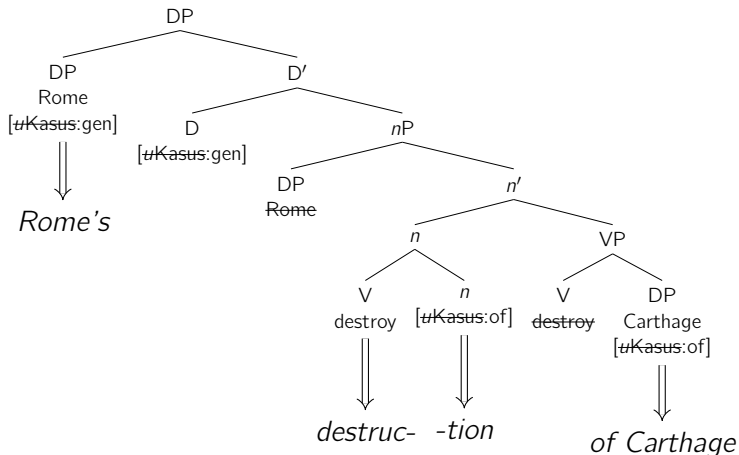 DP
DP D′
Rome
[uKasus:gen] D nP
[uKasus:gen]
DP n′
Rome
Rome's
n VP
V n V DP
destroy [uKasus:of] destroy Carthage
[uKasus:of]
destruc- -tion of Carthage